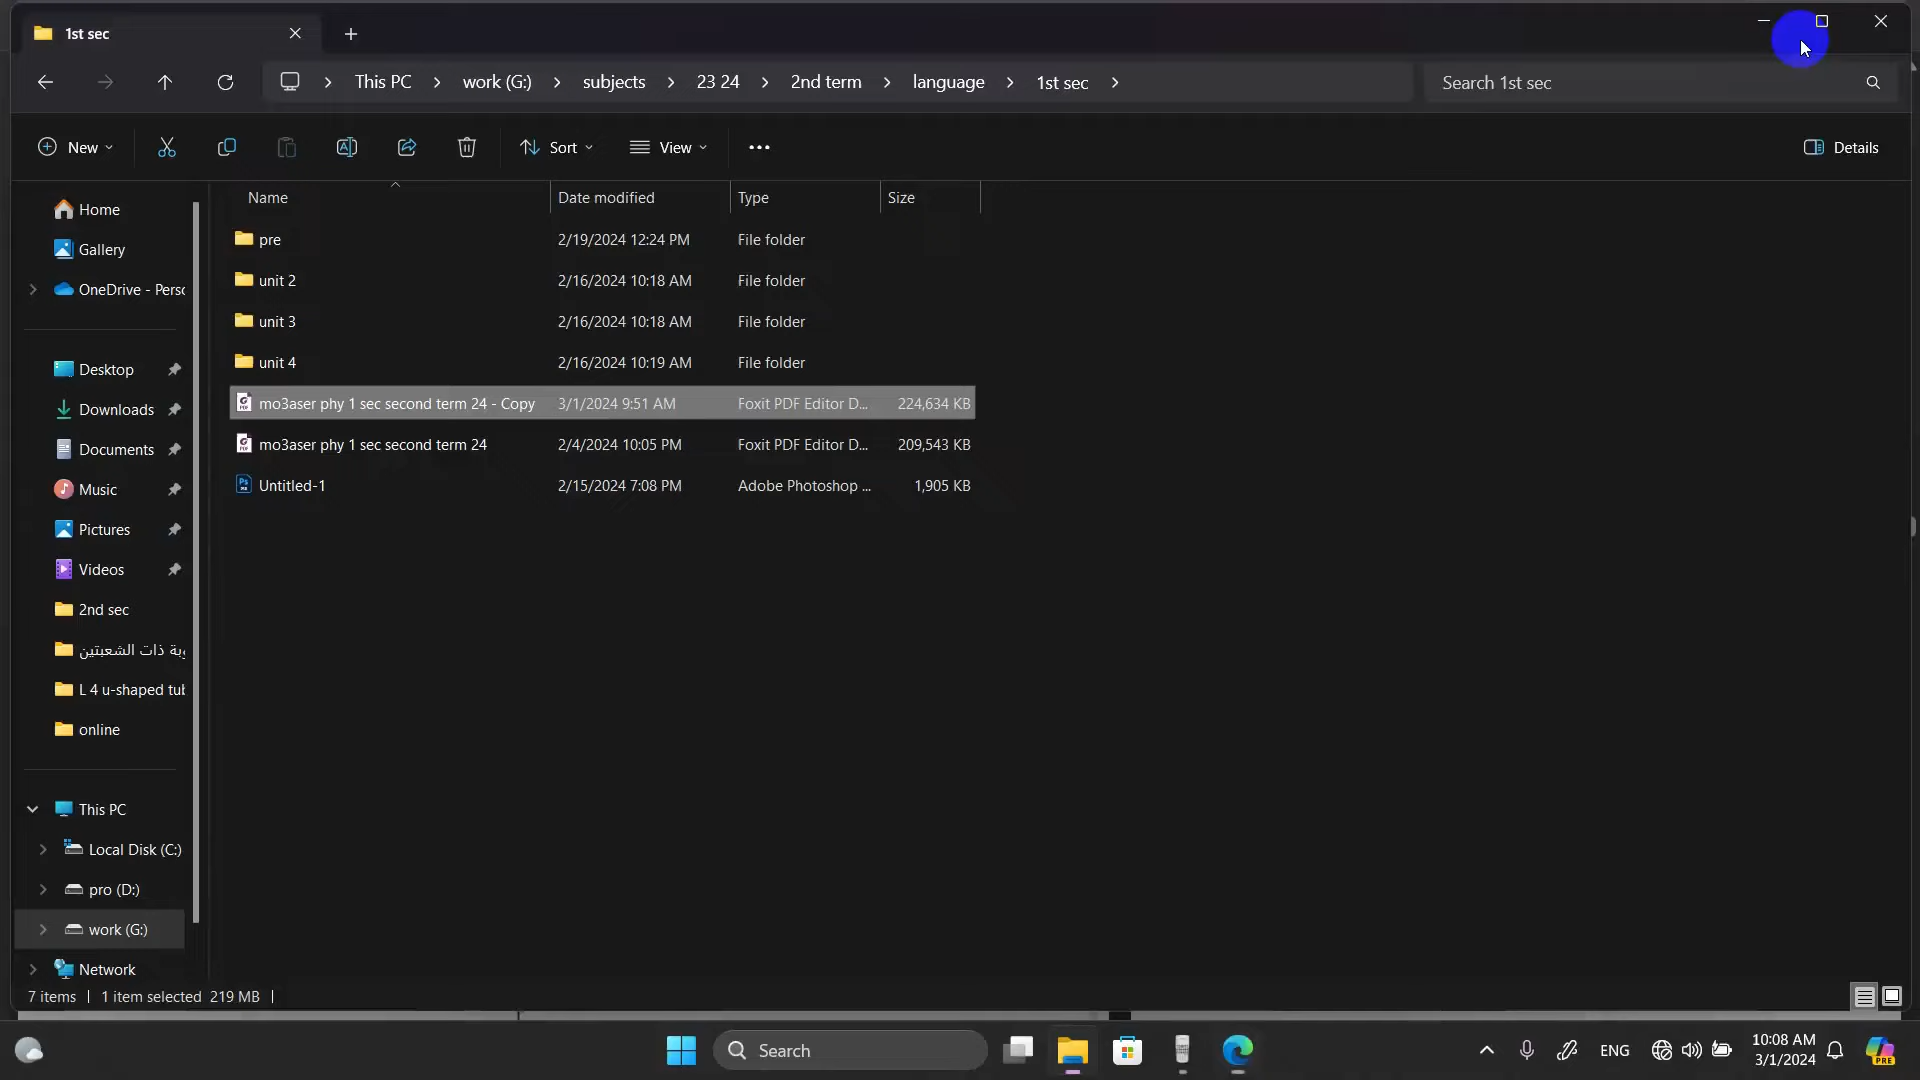 1st sec
This PC > work (G:) > subjects > 23 24 > 2nd term > language > 1st sec >
Search 1st sec
New
Sort
View
Details
Name Date modified Type Size
pre 2/19/2024 12:24 PM File folder
unit 2 2/16/2024 10:18 AM File folder
unit 3 2/16/2024 10:18 AM File folder
unit 4 2/16/2024 10:19 AM File folder
mo3aser phy 1 sec second term 24 - Copy 3/1/2024 9:51 AM Foxit PDF Editor D... 224,634 KB
mo3aser phy 1 sec second term 24 2/4/2024 10:05 PM Foxit PDF Editor D... 209,543 KB
Untitled-1 2/15/2024 7:08 PM Adobe Photoshop ... 1,905 KB
Home
Gallery
OneDrive - Perso
Desktop
Downloads
Documents
Music
Pictures
Videos
2nd sec
وبة ذات الشعبتين
L 4 u-shaped tub
online
This PC
Local Disk (C:)
pro (D:)
work (G:)
Network
7 items | 1 item selected 219 MB |
Search
ENG
10:08 AM
3/1/2024
PRE